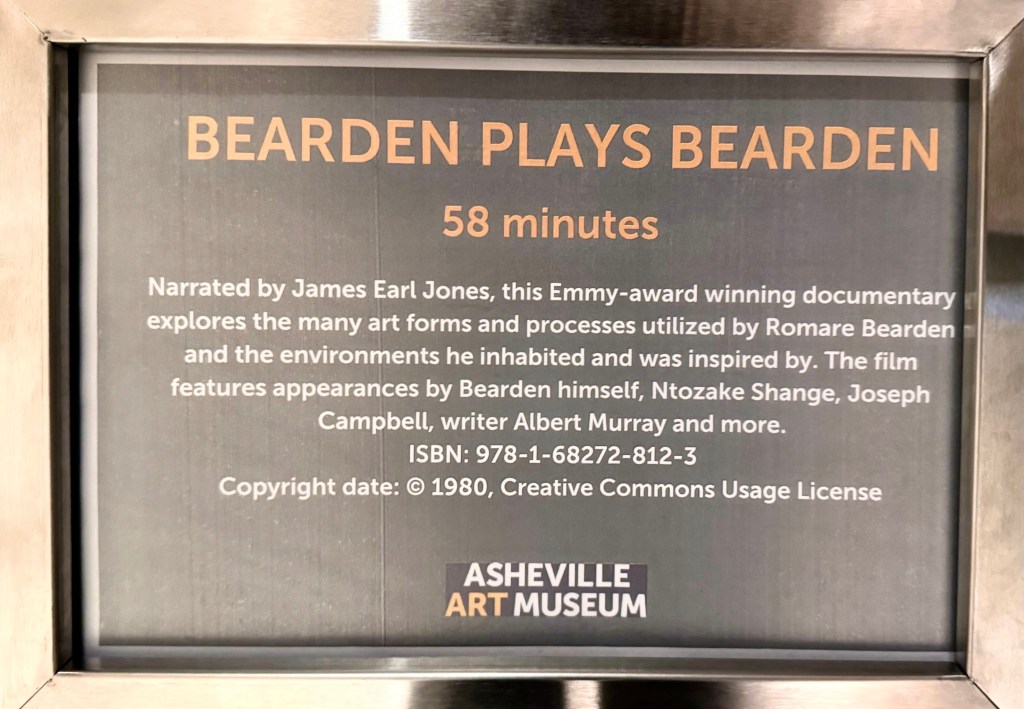 BEARDEN PLAYS BEARDEN
58 minutes
Narrated by James Earl Jones, this Emmy-award winning documentary
explores the many art forms and processes utilized by Romare Bearden
and the environments he inhabited and was inspired by. The film
features appearances by Bearden himself, Ntozake Shange, Joseph
Campbell, writer Albert Murray and more.
ISBN: 978-1-68272-812-3
Copyright date: © 1980, Creative Commons Usage License
ASHEVILLE
ART MUSEUM